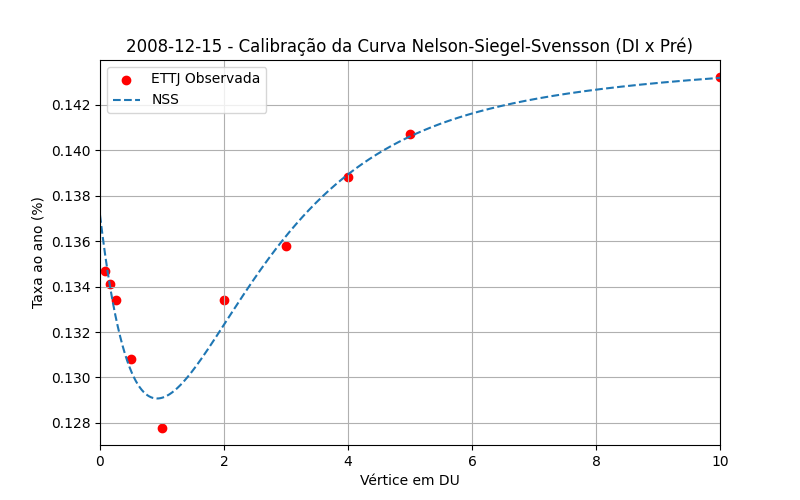 2008-12-15 - Calibração da Curva Nelson-Siegel-Svensson (DI x Pré)
ETTJ Observada
NSS
Taxa ao ano (%)
0.142
0.140
0.138
0.136
0.134
0.132
0.130
0.128
0 2 4 6 8 10
Vértice em DU